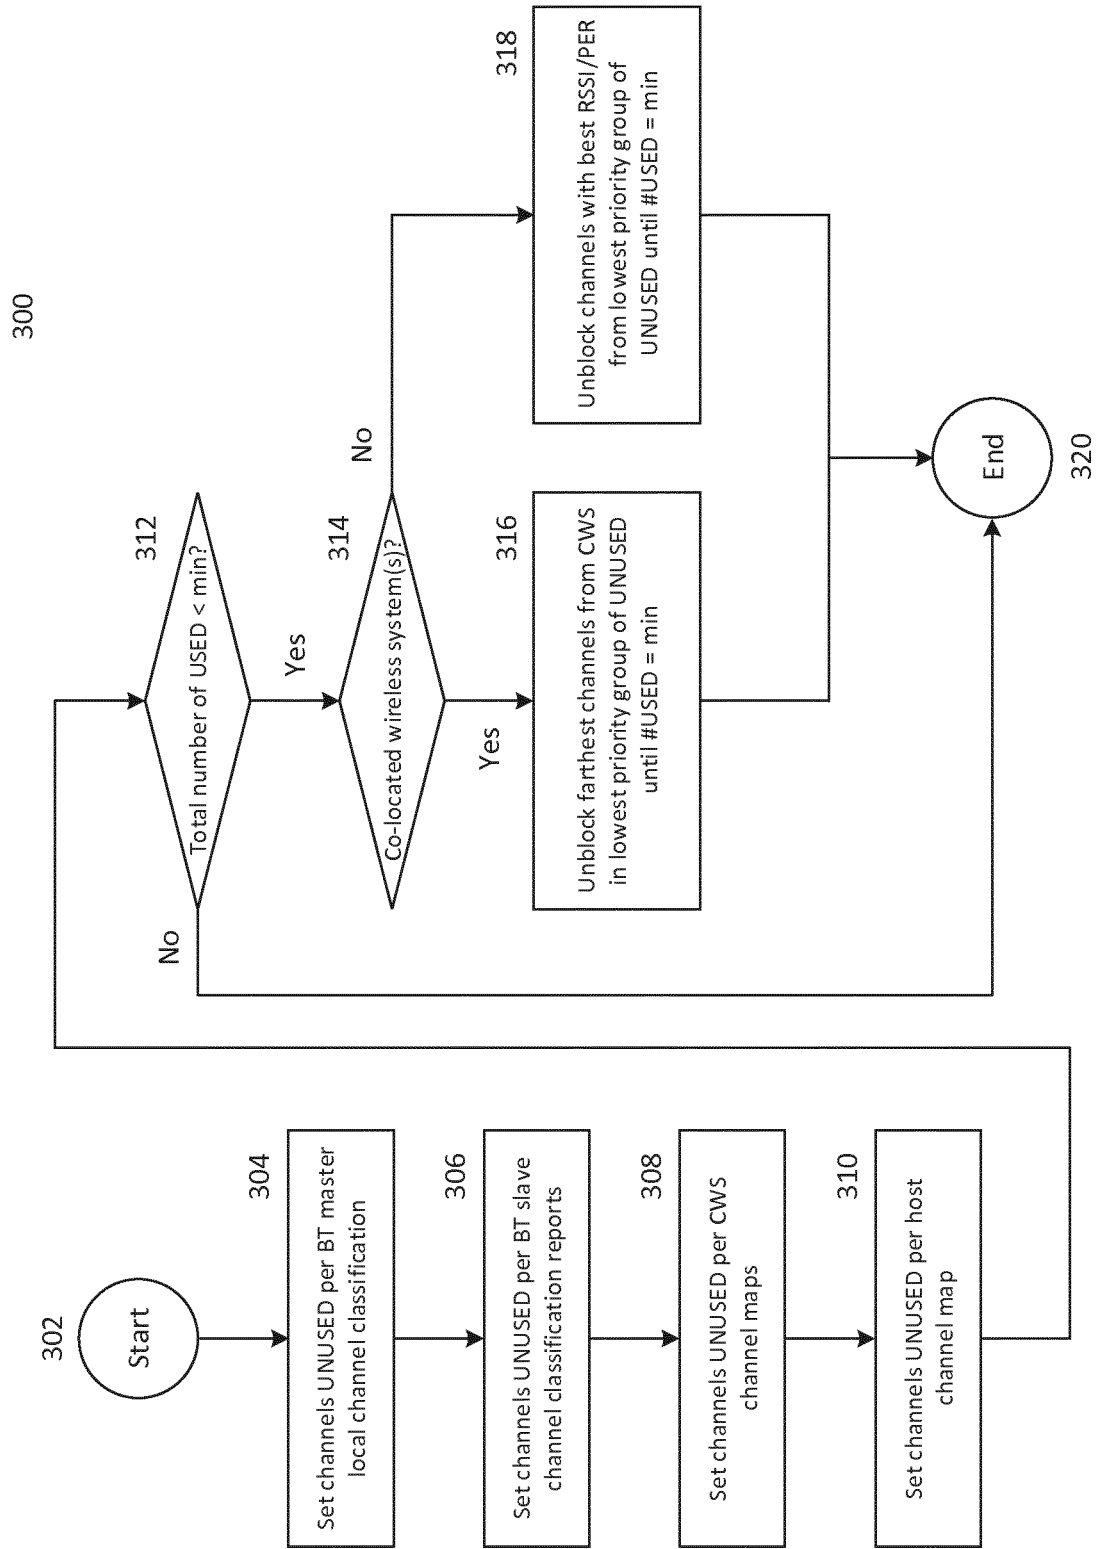 300
302
Start
304
Set channels UNUSED per BT master
local channel classification
306
Set channels UNUSED per BT slave
channel classification reports
308
Set channels UNUSED per CWS
channel maps
310
Set channels UNUSED per host
channel map
312
Total number of USED < min?
No
Yes
314
Co-located wireless system(s)?
No
Yes
316
Unblock farthest channels from CWS
in lowest priority group of UNUSED
until #USED = min
318
Unblock channels with best RSSI/PER
from lowest priority group of
UNUSED until #USED = min
End
320